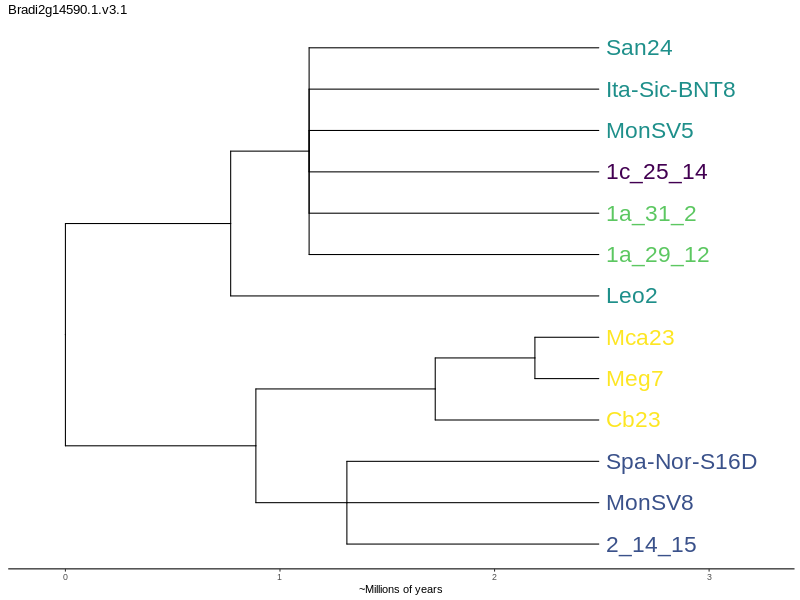 Bradi2g14590.1.v3.1
San24
Ita-Sic-BNT8
MonSV5
1c_25_14
1a_31_2
1a_29_12
Leo2
Mca23
Meg7
Cb23
Spa-Nor-S16D
MonSV8
2_14_15
0 1 2 3
~Millions of years